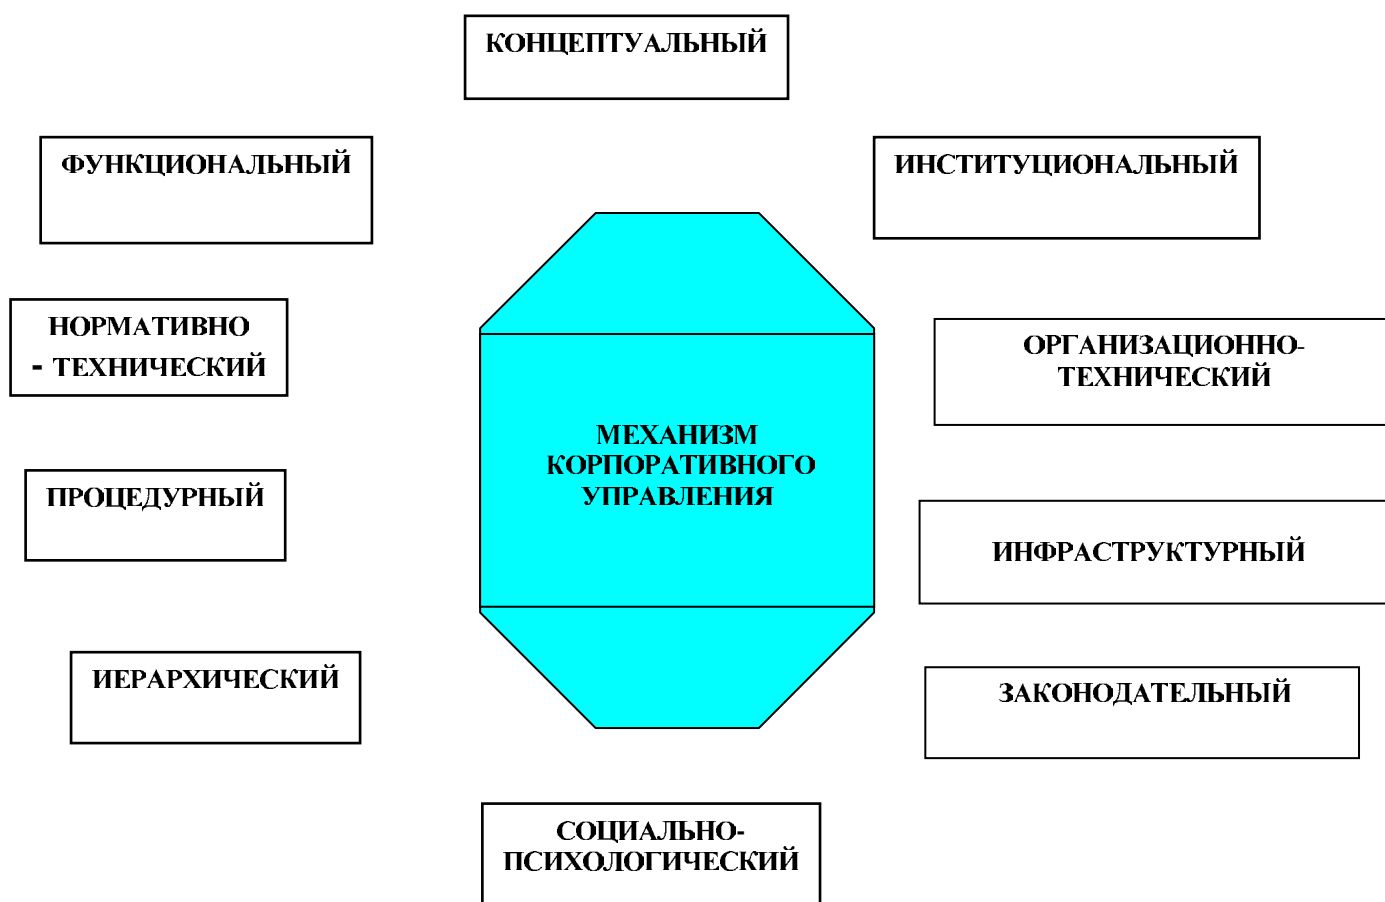 КОНЦЕПТУАЛЬНЫЙ
ФУНКЦИОНАЛЬНЫЙ
ИНСТИТУЦИОНАЛЬНЫЙ
НОРМАТИВНО
- ТЕХНИЧЕСКИЙ
ОРГАНИЗАЦИОННО-
ТЕХНИЧЕСКИЙ
МЕХАНИЗМ
КОРПОРАТИВНОГО
УПРАВЛЕНИЯ
ПРОЦЕДУРНЫЙ
ИНФРАСТРУКТУРНЫЙ
ИЕРАРХИЧЕСКИЙ
ЗАКОНОДАТЕЛЬНЫЙ
СОЦИАЛЬНО-
ПСИХОЛОГИЧЕСКИЙ